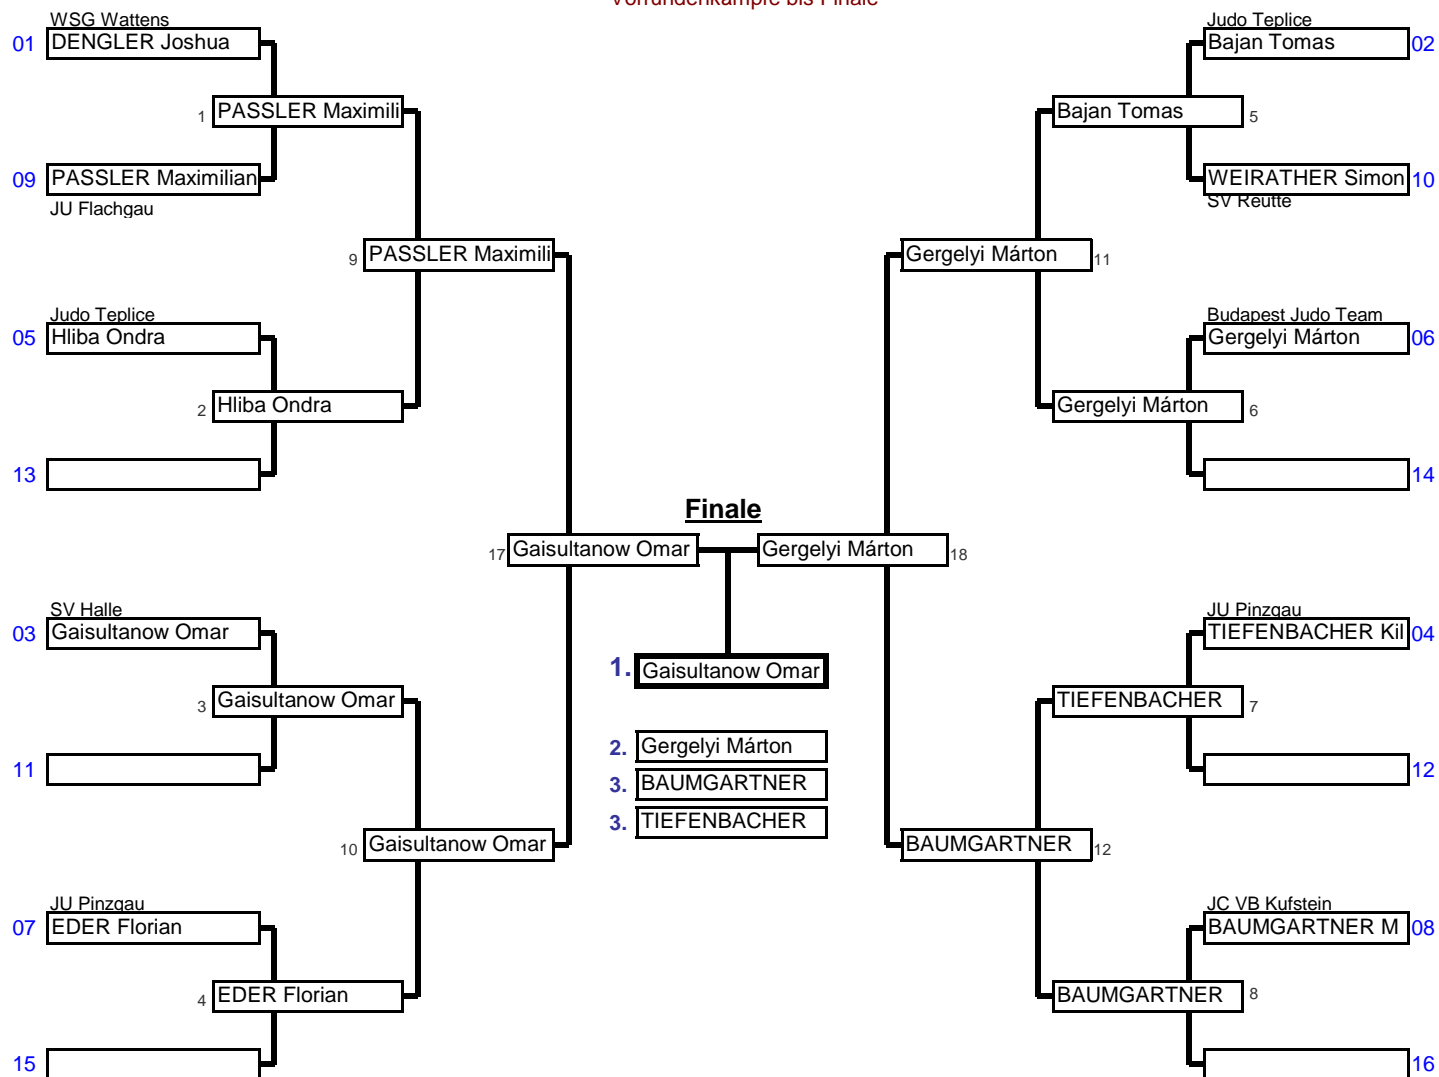 Vorrundenkämpfe bis Finale
WSG Wattens
01 DENGLER Joshua
1 PASSLER Maximili
09 PASSLER Maximilian
JU Flachgau
9 PASSLER Maximili
Judo Teplice
05 Hliba Ondra
2 Hliba Ondra
13
17 Gaisultanow Omar
SV Halle
03 Gaisultanow Omar
3 Gaisultanow Omar
11
10 Gaisultanow Omar
JU Pinzgau
07 EDER Florian
4 EDER Florian
15
Finale
1. Gaisultanow Omar
2. Gergelyi Márton
3. BAUMGARTNER
3. TIEFENBACHER
Judo Teplice
Bajan Tomas 02
Bajan Tomas 5
WEIRATHER Simon 10
SV Reutte
Gergelyi Márton 11
Budapest Judo Team
Gergelyi Márton 06
Gergelyi Márton 6
14
Gergelyi Márton 18
JU Pinzgau
TIEFENBACHER Kil 04
TIEFENBACHER 7
12
BAUMGARTNER 12
JC VB Kufstein
BAUMGARTNER M 08
BAUMGARTNER 8
16